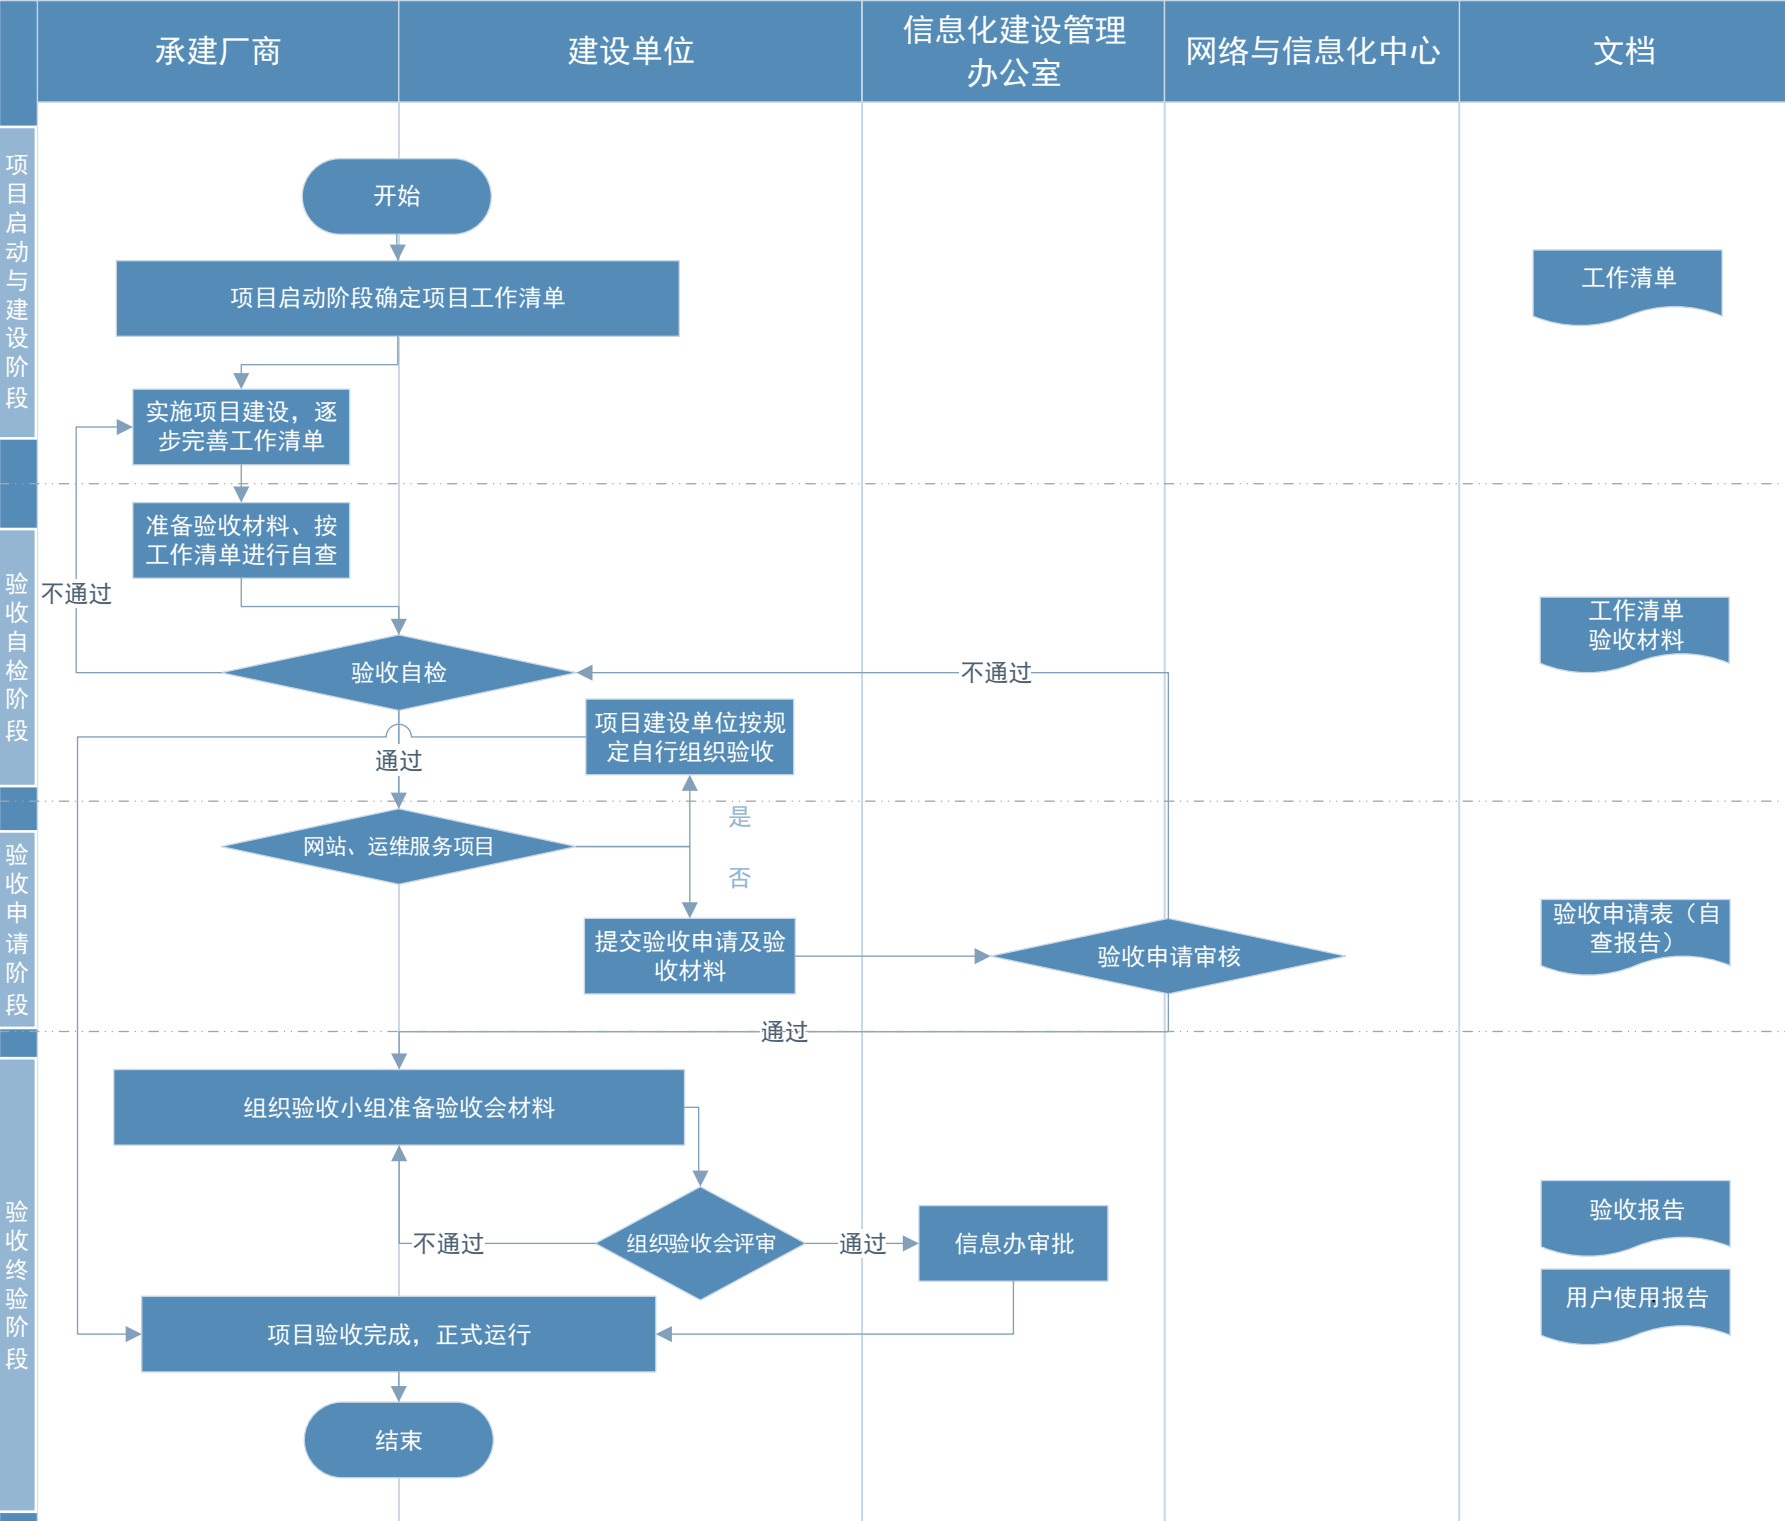 承建厂商
建设单位
信息化建设管理
办公室
网络与信息化中心
文档
项目启动与建设阶段
开始
项目启动阶段确定项目工作清单
工作清单
实施项目建设，逐
步完善工作清单
验收自检阶段
准备验收材料、按
工作清单进行自查
不通过
工作清单
验收材料
验收自检
不通过
项目建设单位按规
定自行组织验收
通过
是
验收申请阶段
网站、运维服务项目
否
提交验收申请及验
收材料
验收申请审核
验收申请表（自
查报告）
通过
验收终验阶段
组织验收小组准备验收会材料
不通过
组织验收会评审
通过
信息办审批
验收报告
用户使用报告
项目验收完成，正式运行
结束